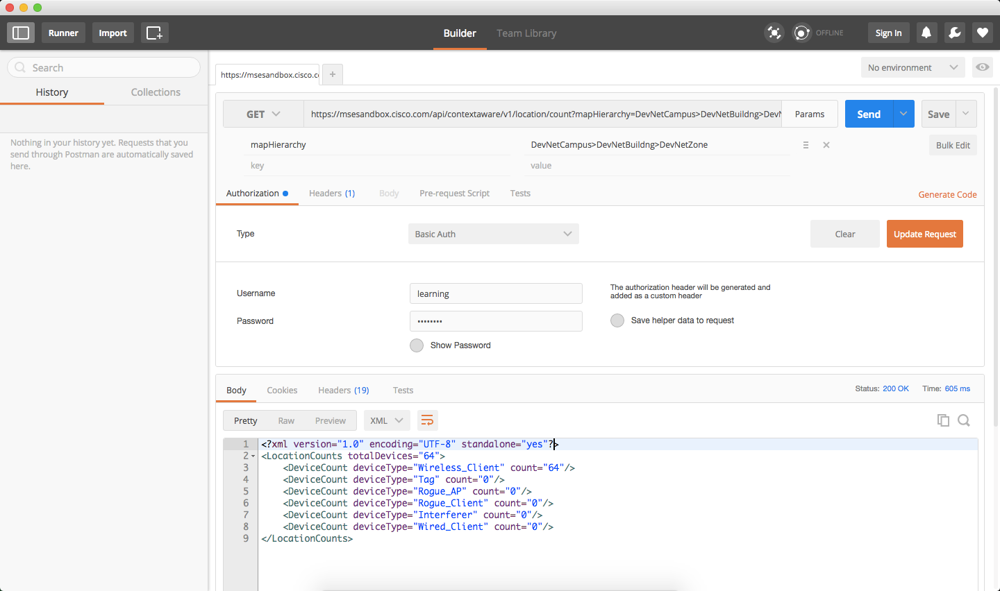 Runner
Import
Builder
Team Library
OFFLINE
Sign In
Search
History
Collections
Nothing in your history yet. Requests that you
send through Postman are automatically saved
here.
https://msesandbox.cisco.c
+
No environment
GET
https://msesandbox.cisco.com/api/contextaware/v1/location/count?mapHierarchy=DevNetCampus>DevNetBuildng>DevN
Params
Send
Save
mapHierarchy
DevNetCampus>DevNetBuildng>DevNetZone
Bulk Edit
key
value
Authorization
Headers (1)
Body
Pre-request Script
Tests
Generate Code
Type
Basic Auth
Clear
Update Request
Username
learning
The authorization header will be generated and
added as a custom header
Password
••••••••
Save helper data to request
Show Password
Body
Cookies
Headers (19)
Tests
Status: 200 OK
Time: 605 ms
Pretty
Raw
Preview
XML
1 <?xml version="1.0" encoding="UTF-8" standalone="yes"?>
2 <LocationCounts totalDevices="64">
3 <DeviceCount deviceType="Wireless_Client" count="64"/>
4 <DeviceCount deviceType="Tag" count="0"/>
5 <DeviceCount deviceType="Rogue_AP" count="0"/>
6 <DeviceCount deviceType="Rogue_Client" count="0"/>
7 <DeviceCount deviceType="Interferer" count="0"/>
8 <DeviceCount deviceType="Wired_Client" count="0"/>
9 </LocationCounts>